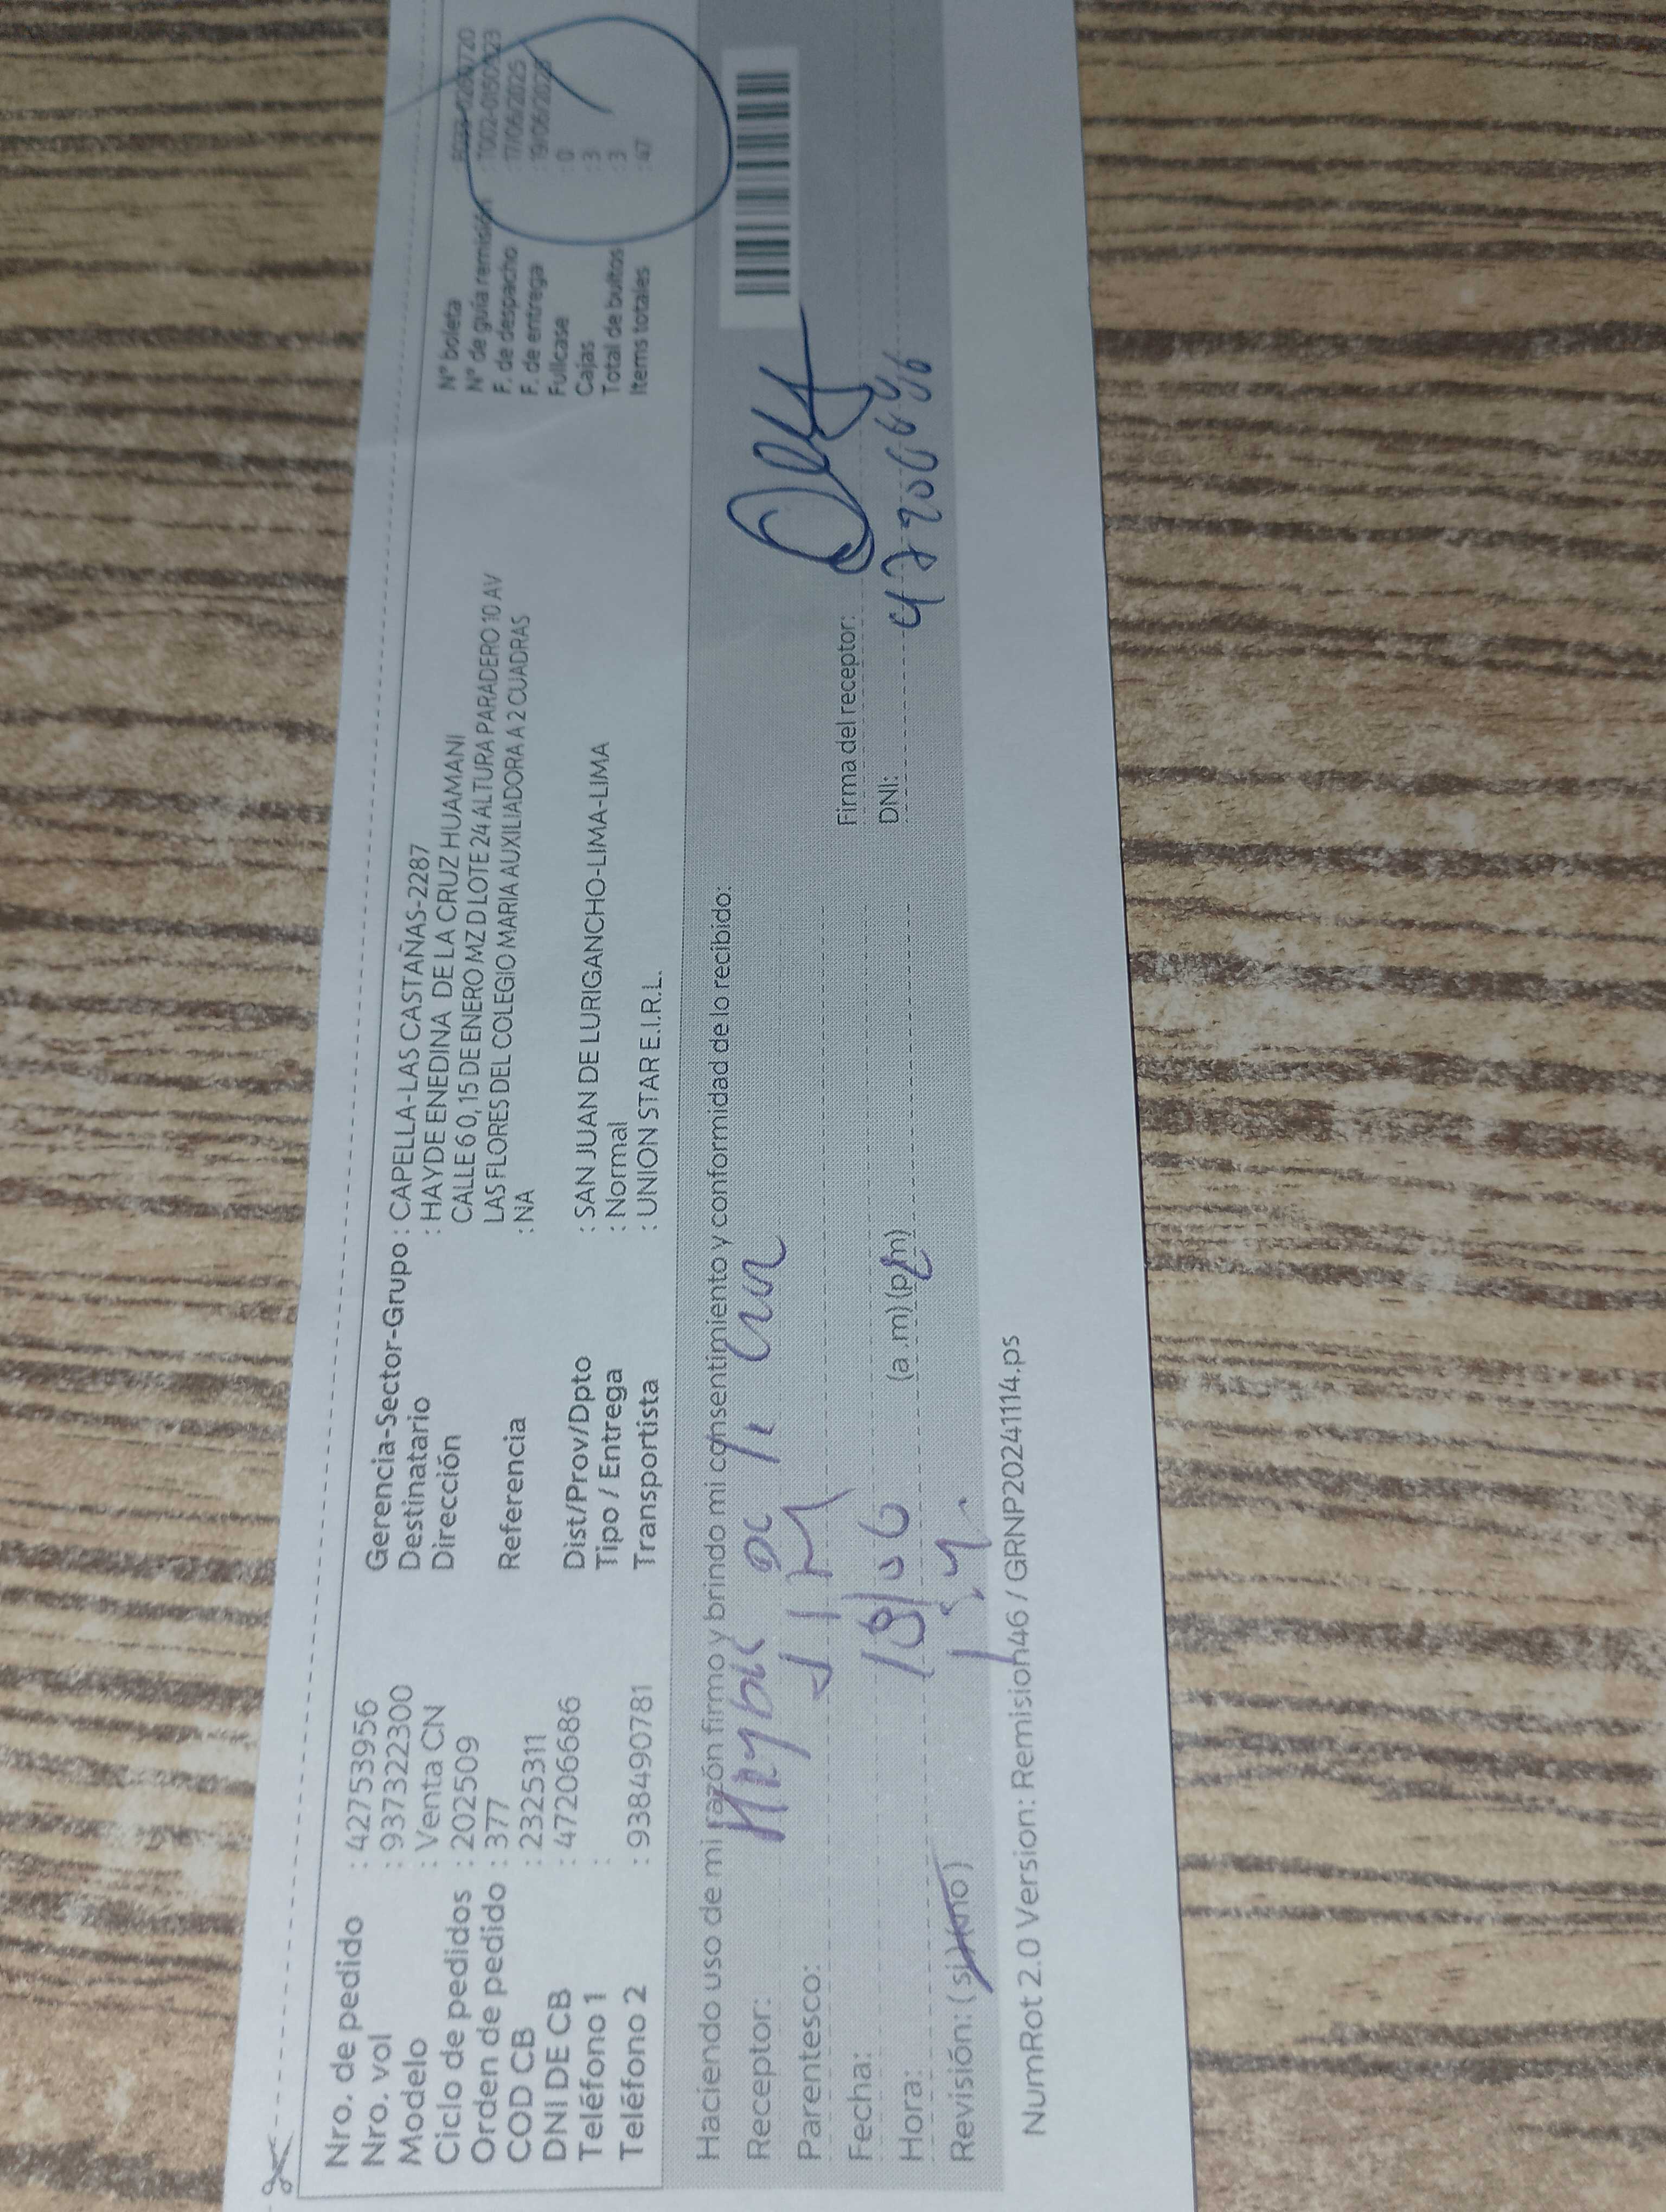 Nro. de pedido : 427539956
Nro. vol : 937322300
Modelo : Venta CN
Ciclo de pedidos : 202509
Orden de pedido : 377
COD CB : 2325311
DNI DE CB : 47206686
Teléfono 1 :
Teléfono 2 : 938490781
Gerencia-Sector-Grupo : CAPELLA-LAS CASTAÑAS-2287
Destinatario : HAYDE ENEDINA DE LA CRUZ HUAMANI
Dirección CALLE 6 0, 15 DE ENERO MZ D LOTE 24 ALTURA PARADERO 10 AV
LAS FLORES DEL COLEGIO MARIA AUXILIADORA A 2 CUADRAS
Referencia : NA
Dist/Prov/Dpto : SAN JUAN DE LURIGANCHO-LIMA-LIMA
Tipo / Entrega : Normal
Transportista : UNION STAR E.I.R.L.
N° boleta
N° de guía remisión : T002-0150923
F. de despacho : 17/06/2025
F. de entrega : 19/06/2025
Fullcase : 0
Cajas : 3
Total de bultos : 3
Items totales : 47
Haciendo uso de mi razón firmo y brindo mi consentimiento y conformidad de lo recibido:
Receptor:
Parentesco:
Fecha: 18/06
Hora: (a.m) (p.m)
Revisión: (si) (no)
Firma del receptor:
DNI: 47206686
NumRot 2.0 Version: Remision46 / GRNP20241114.ps